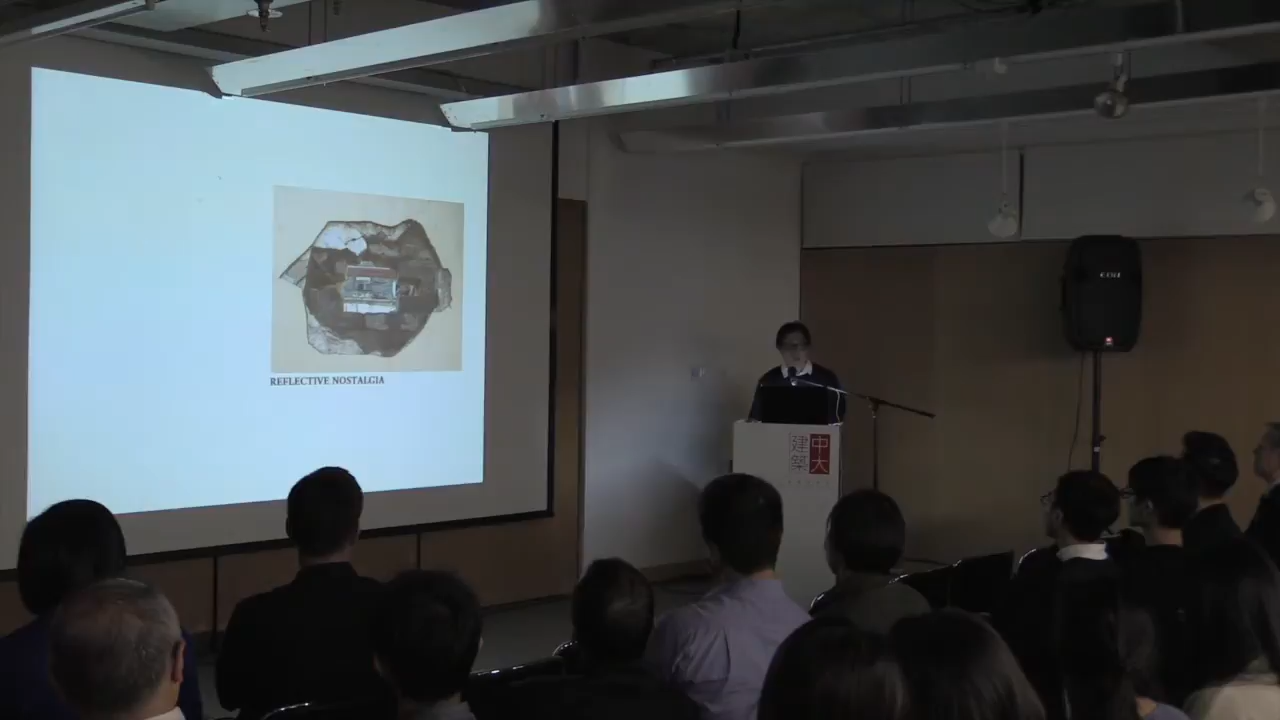 REFLECTIVE NOSTALGIA
建 中
築 大